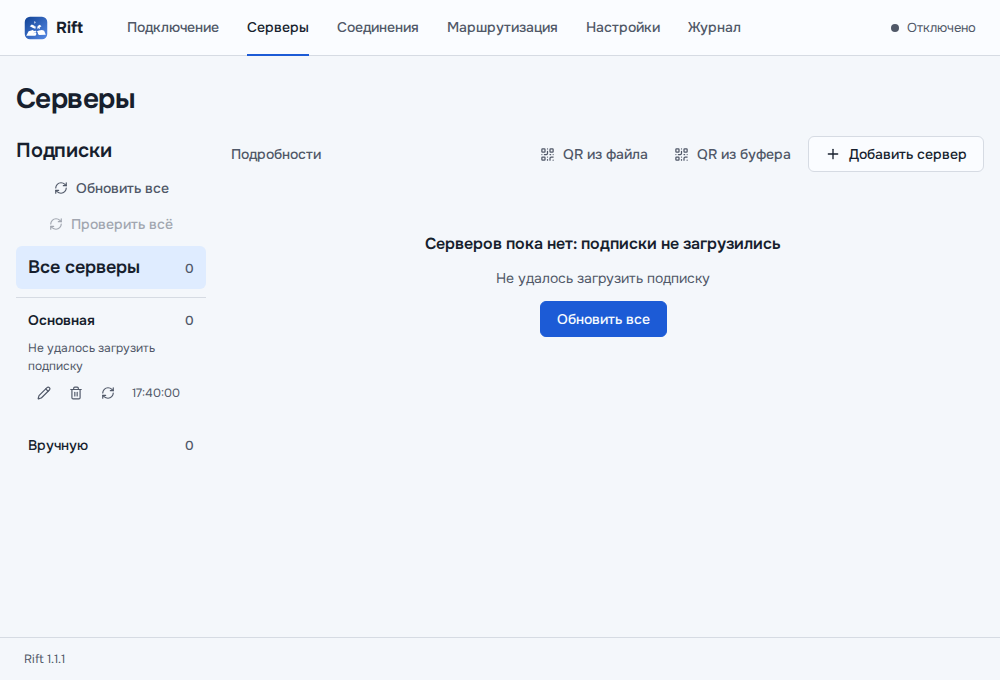 Rift
Подключение
Серверы
Соединения
Маршрутизация
Настройки
Журнал
Отключено
Серверы
Подписки
Обновить все
Проверить всё
Все серверы 0
Основная 0
Не удалось загрузить
подписку
17:40:00
Вручную 0
Подробности
QR из файла
QR из буфера
Добавить сервер
Серверов пока нет: подписки не загрузились
Не удалось загрузить подписку
Обновить все
Rift 1.1.1